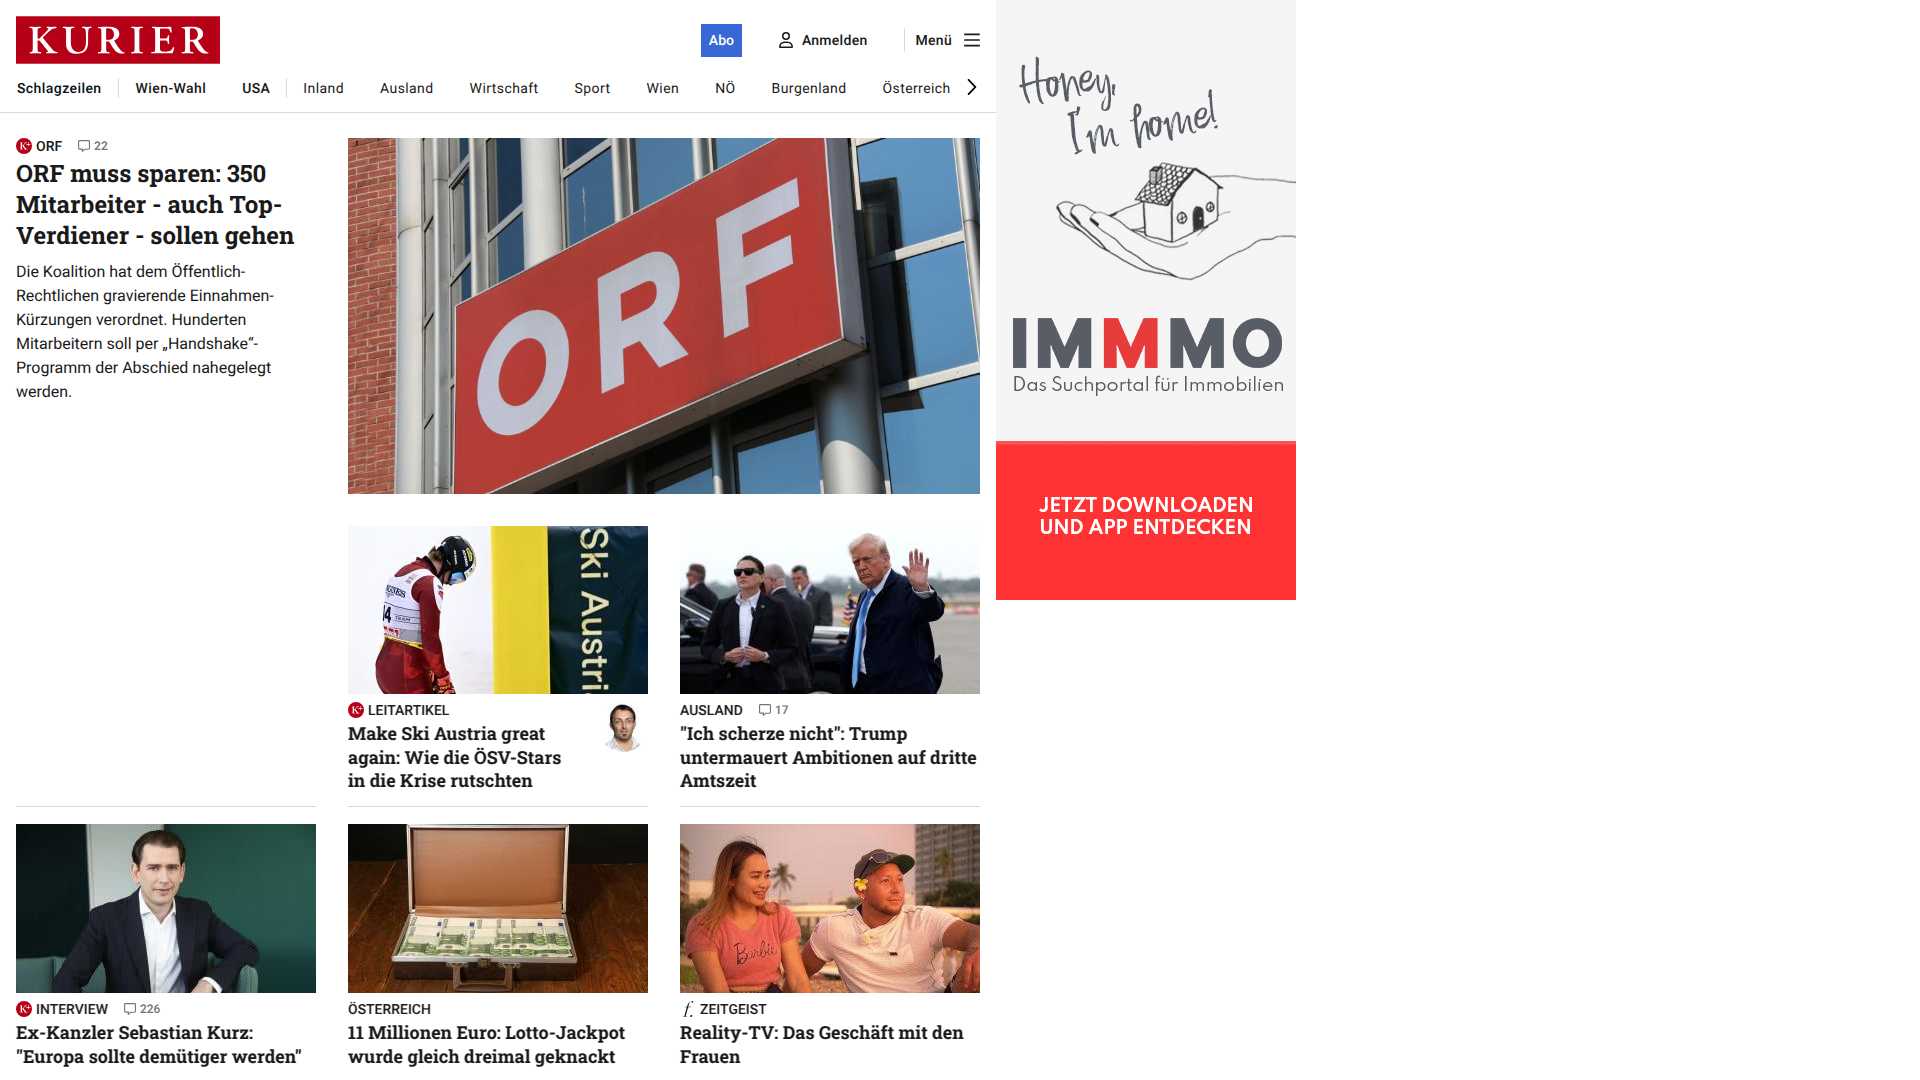 KURIER
Abo
Anmelden
Menü
Schlagzeilen
Wien-Wahl
USA
Inland
Ausland
Wirtschaft
Sport
Wien
NÖ
Burgenland
Österreich
K+ ORF 22
ORF muss sparen: 350
Mitarbeiter - auch Top-
Verdiener - sollen gehen
Die Koalition hat dem Öffentlich-
Rechtlichen gravierende Einnahmen-
Kürzungen verordnet. Hunderten
Mitarbeitern soll per „Handshake“-
Programm der Abschied nahegelegt
werden.
ORF
Ski Austri
K+ LEITARTIKEL
Make Ski Austria great
again: Wie die ÖSV-Stars
in die Krise rutschten
AUSLAND 17
"Ich scherze nicht": Trump
untermauert Ambitionen auf dritte
Amtszeit
K+ INTERVIEW 226
Ex-Kanzler Sebastian Kurz:
"Europa sollte demütiger werden"
ÖSTERREICH
11 Millionen Euro: Lotto-Jackpot
wurde gleich dreimal geknackt
Barbie
f. ZEITGEIST
Reality-TV: Das Geschäft mit den
Frauen
Honey,
I'm home!
IMMMO
Das Suchportal für Immobilien
JETZT DOWNLOADEN
UND APP ENTDECKEN